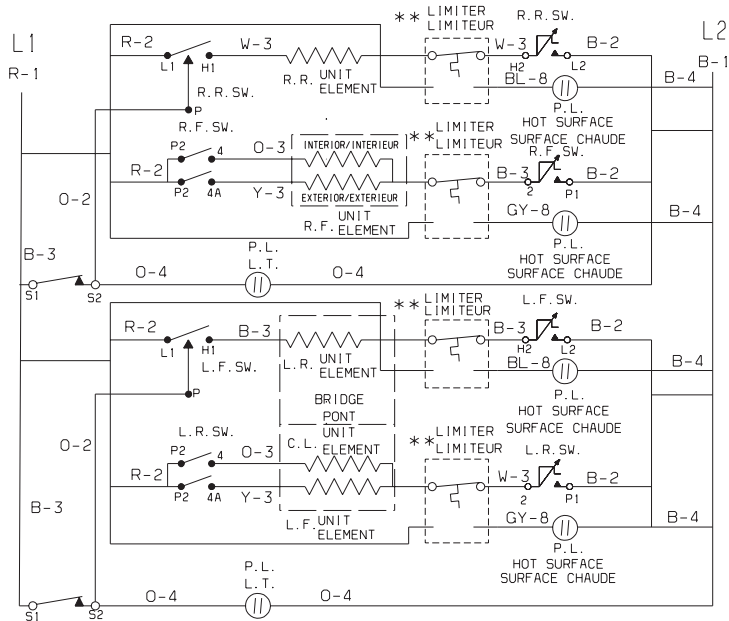 L1
L2
R-1
B-1
R-2
W-3
L1
H1
R.R.
UNIT
ELEMENT
**
LIMITER
LIMITEUR
R.R.SW.
W-3
H2
L2
B-2
BL-8
B-4
P.L.
HOT SURFACE
SURFACE CHAUDE
R.R.SW.
P
R.F.SW.
P2
4
O-3
INTERIOR/INTERIEUR
R-2
P2
4A
Y-3
EXTERIOR/EXTERIEUR
R.F.
UNIT
ELEMENT
**
LIMITER
LIMITEUR
R.F.SW.
B-3
2
P1
B-2
GY-8
B-4
P.L.
HOT SURFACE
SURFACE CHAUDE
O-2
B-3
S1
S2
O-4
P.L.
L.T.
O-4
R-2
B-3
L1
H1
L.F.SW.
P
L.R.
UNIT
ELEMENT
BRIDGE
PONT
**
LIMITER
LIMITEUR
L.F.SW.
B-3
H2
L2
B-2
BL-8
B-4
P.L.
HOT SURFACE
SURFACE CHAUDE
L.R.SW.
P2
4
O-3
C.L.
UNIT
ELEMENT
R-2
P2
4A
Y-3
L.F.
UNIT
ELEMENT
**
LIMITER
LIMITEUR
L.R.SW.
W-3
2
P1
B-2
GY-8
B-4
P.L.
HOT SURFACE
SURFACE CHAUDE
O-2
B-3
S1
S2
O-4
P.L.
L.T.
O-4